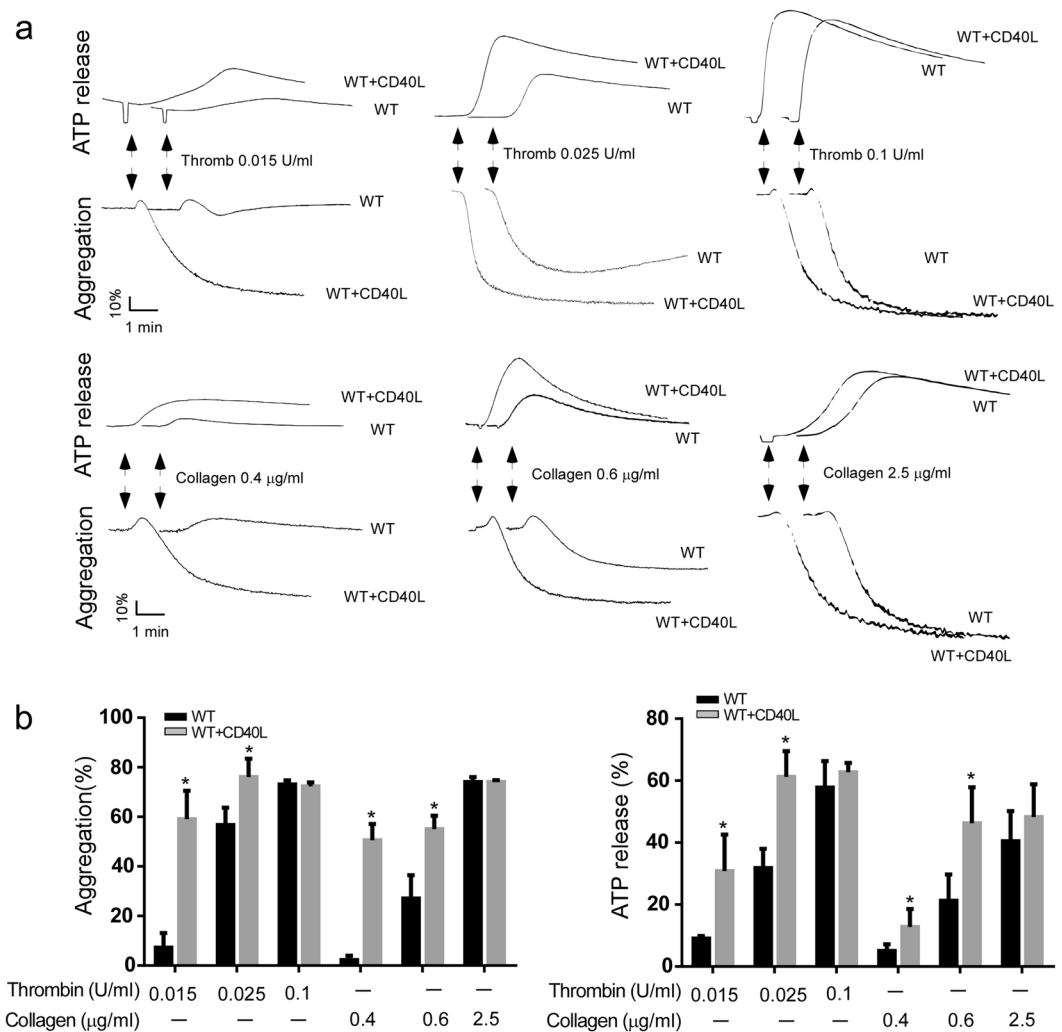 a
ATP release
WT+CD40L
WT
WT+CD40L
WT
WT+CD40L
WT
Thromb 0.015 U/ml
Thromb 0.025 U/ml
Thromb 0.1 U/ml
Aggregation
WT
WT+CD40L
WT
WT+CD40L
WT
WT+CD40L
10%
1 min
ATP release
WT+CD40L
WT
WT+CD40L
WT
WT+CD40L
WT
Collagen 0.4 μg/ml
Collagen 0.6 μg/ml
Collagen 2.5 μg/ml
Aggregation
WT
WT+CD40L
WT
WT+CD40L
WT
WT+CD40L
10%
1 min
b
WT
WT+CD40L
Aggregation(%)
100
80
60
40
20
0
* * * *
Thrombin (U/ml) 0.015 0.025 0.1 — — —
Collagen (μg/ml) — — — 0.4 0.6 2.5
WT
WT+CD40L
ATP release (%)
80
60
40
20
0
* * * *
Thrombin (U/ml) 0.015 0.025 0.1 — — —
Collagen (μg/ml) — — — 0.4 0.6 2.5